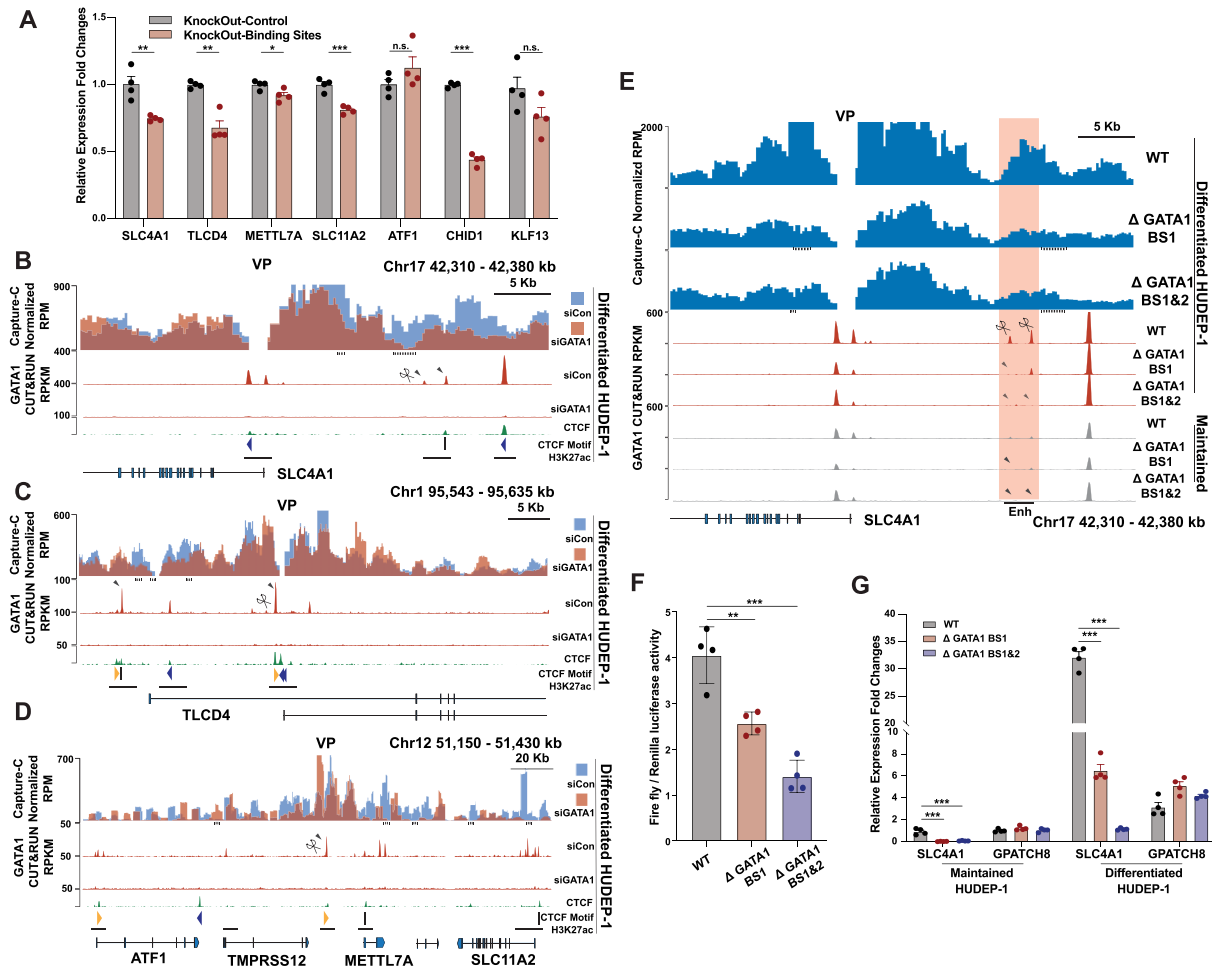 A
1.5
KnockOut-Control
KnockOut-Binding Sites
** ** * *** n.s. *** n.s.
1.0
0.5
0.0
Relative Expression Fold Changes
SLC4A1 TLCD4 METTL7A SLC11A2 ATF1 CHID1 KLF13
B
VP
Chr17 42,310 - 42,380 kb
5 Kb
900
Capture-C
Normalized
RPM
siCon
siGATA1
400
GATA1
CUT&RUN
RPKM
siCon
400
siGATA1
100
CTCF
CTCF Motif
H3K27ac
SLC4A1
Differentiated HUDEP-1
C
Chr1 95,543 - 95,635 kb
VP
5 Kb
600
Capture-C
Normalized
RPM
siCon
siGATA1
100
GATA1
CUT&RUN
RPKM
siCon
100
siGATA1
50
CTCF
CTCF Motif
H3K27ac
TLCD4
Differentiated HUDEP-1
D
VP
Chr12 51,150 - 51,430 kb
20 Kb
700
Capture-C
Normalized
RPM
siCon
siGATA1
50
GATA1
CUT&RUN
RPKM
siCon
50
siGATA1
50
CTCF
CTCF Motif
H3K27ac
ATF1 TMPRSS12 METTL7A SLC11A2
Differentiated HUDEP-1
E
VP
5 Kb
2000
Capture-C Normalizd RPM
WT
Δ GATA1
BS1
Δ GATA1
BS1&2
600
GATA1 CUT&RUN RPKM
WT
Δ GATA1
BS1
Δ GATA1
BS1&2
600
WT
Δ GATA1
BS1
Δ GATA1
BS1&2
Differentiated HUDEP-1
Maintained
Enh
SLC4A1
Chr17 42,310 - 42,380 kb
F
***
**
5
4
3
2
1
0
Fire fly / Renilla luciferase activity
WT
Δ GATA1
BS1
Δ GATA1
BS1&2
G
WT
Δ GATA1 BS1
Δ GATA1 BS1&2
40
35
30
25
20
10
8
6
4
2
0
Relative Expression Fold Changes
***
***
***
***
SLC4A1 GPATCH8 SLC4A1 GPATCH8
Maintained
HUDEP-1
Differentiated
HUDEP-1